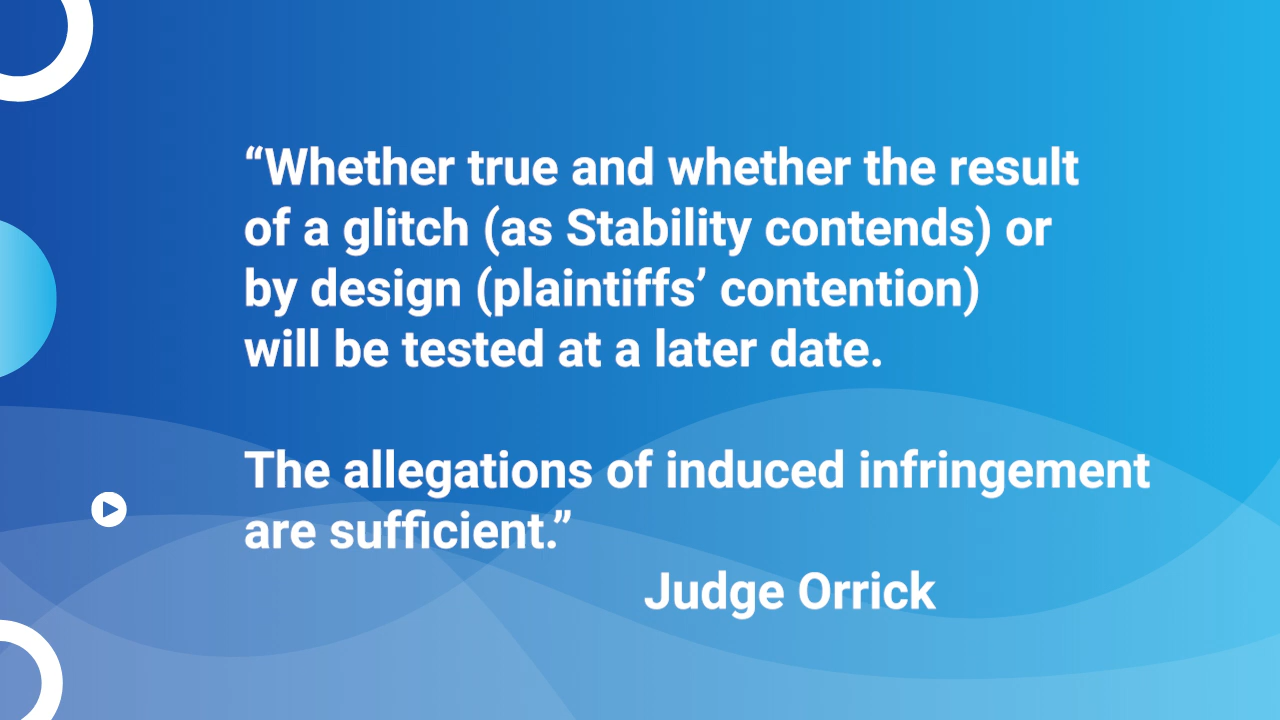 “Whether true and whether the result
of a glitch (as Stability contends) or
by design (plaintiffs’ contention)
will be tested at a later date.
The allegations of induced infringement
are sufficient.”
Judge Orrick